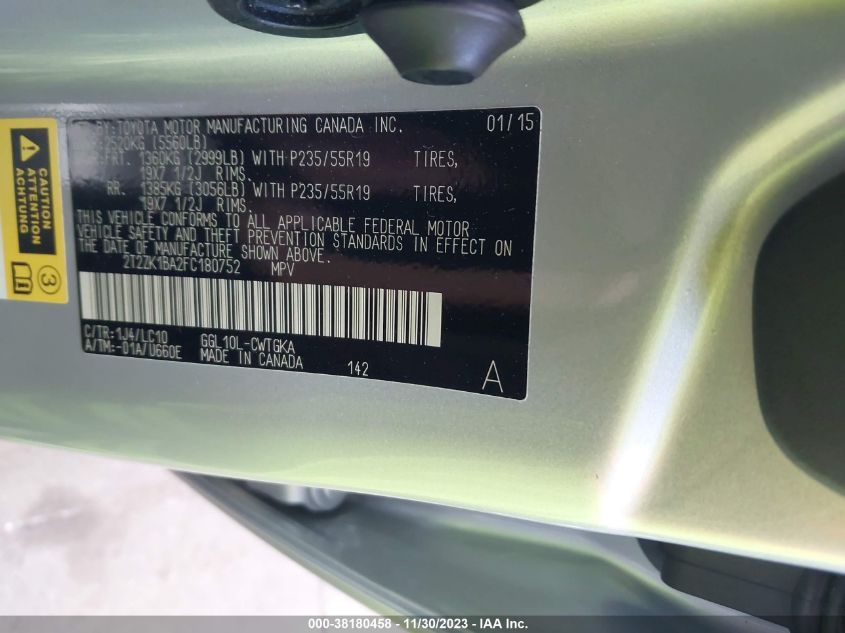 BY:TOYOTA MOTOR MANUFACTURING CANADA INC. 01/15
2520KG (5560LB)
FRT. 1360KG (2999LB) WITH P235/55R19 TIRES,
19X7 1/2J RIMS.
RR. 1385KG (3056LB) WITH P235/55R19 TIRES,
19X7 1/2J RIMS.
THIS VEHICLE CONFORMS TO ALL APPLICABLE FEDERAL MOTOR
VEHICLE SAFETY AND THEFT PREVENTION STANDARDS IN EFFECT ON
THE DATE OF MANUFACTURE SHOWN ABOVE.
2T2ZK1BA2FC180752 MPV
C/TR:1J4/LC10 GGL10L-CWTGKA
A/TM:-01A/U660E MADE IN CANADA 142
A
CAUTION
ACHTUNG
3
000-38180458 - 11/30/2023 - IAA Inc.